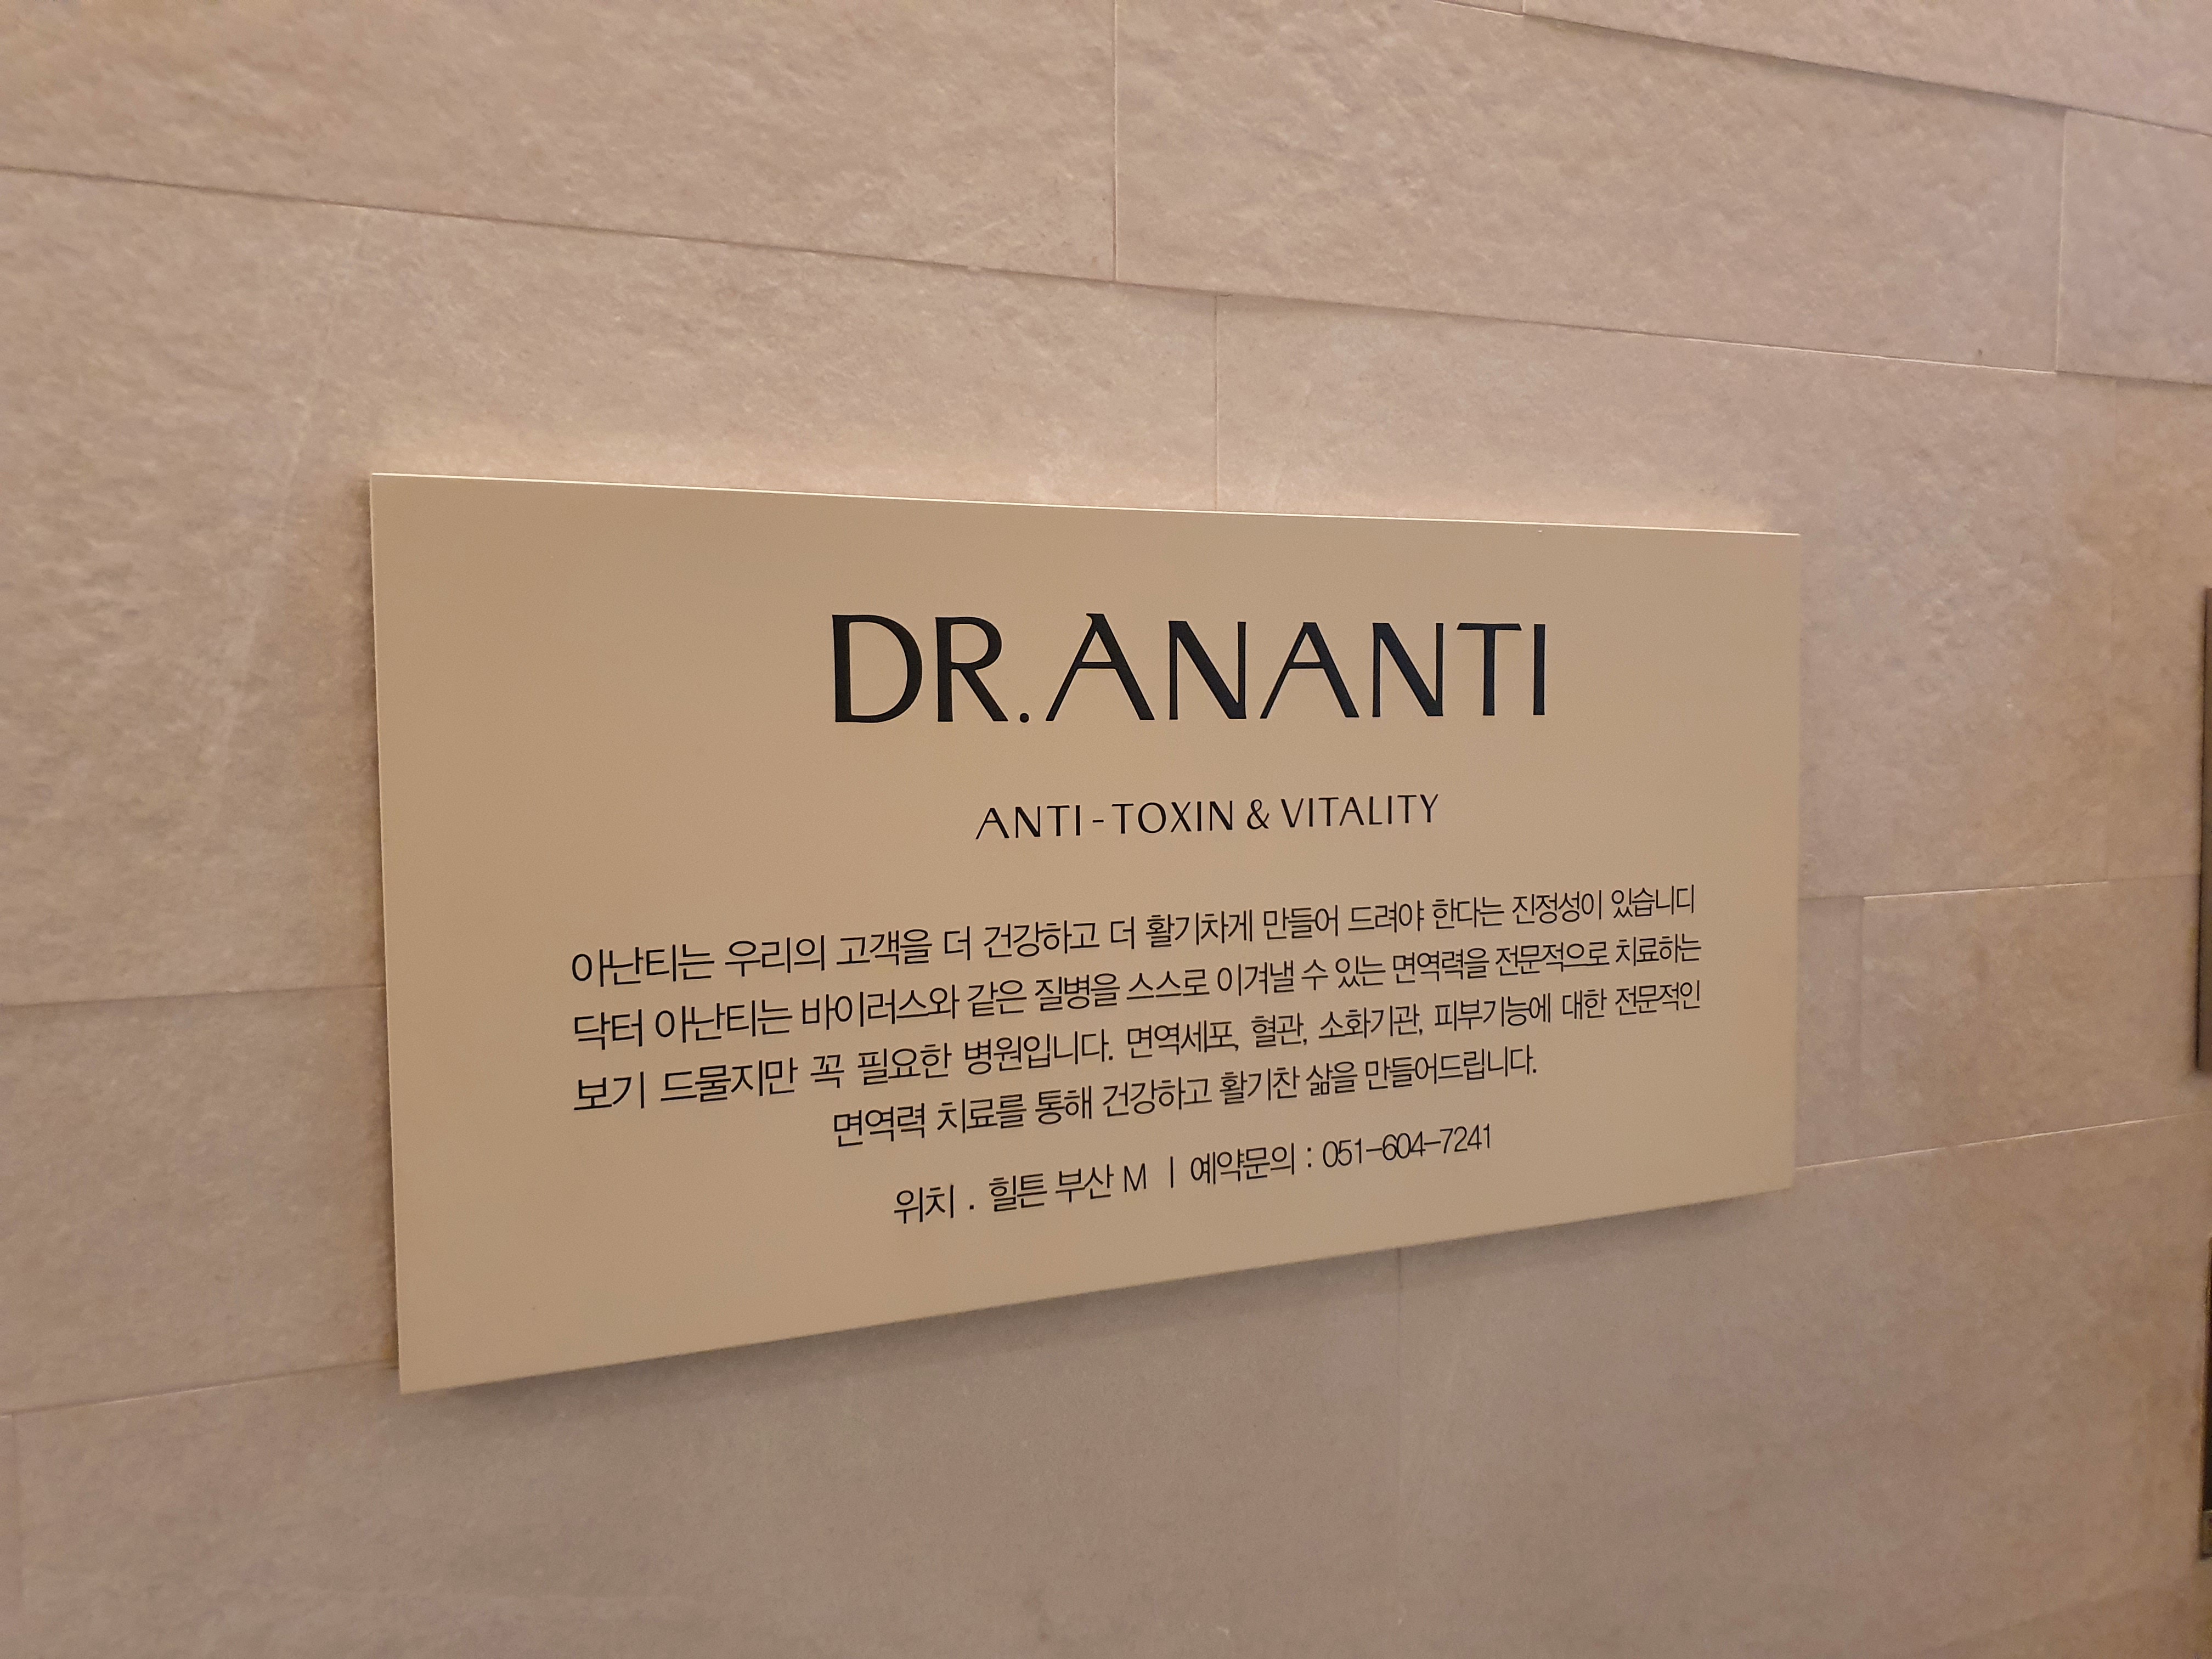 DR. ANANTI
ANTI-TOXIN & VITALITY
아난티는 우리의 고객을 더 건강하고 더 활기차게 만들어 드려야 한다는 진정성이 있습니디
닥터 아난티는 바이러스와 같은 질병을 스스로 이겨낼 수 있는 면역력을 전문적으로 치료하는
보기 드물지만 꼭 필요한 병원입니다. 면역세포, 혈관, 소화기관, 피부기능에 대한 전문적인
면역력 치료를 통해 건강하고 활기찬 삶을 만들어드립니다.
위치 . 힐튼 부산 M | 예약문의 : 051-604-7241